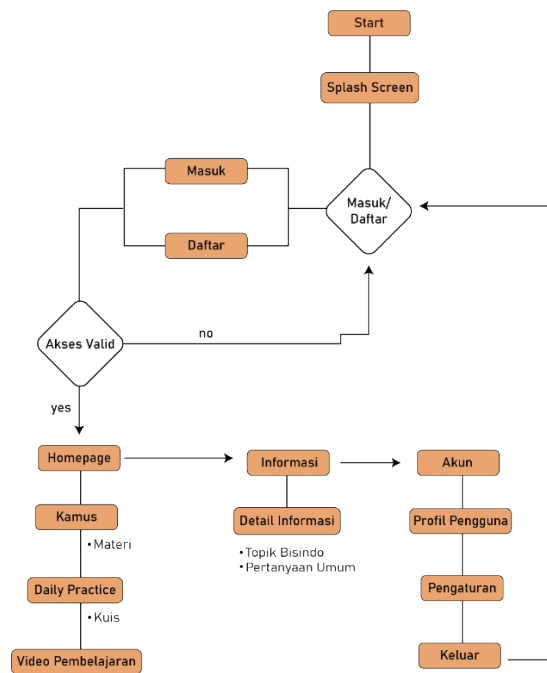 Start
Splash Screen
Masuk
Masuk/
Daftar
Daftar
Akses Valid
no
yes
Homepage
Informasi
Akun
Kamus
Detail Informasi
Profil Pengguna
•Materi
•Topik Bisindo
•Pertanyaan Umum
Daily Practice
Pengaturan
•Kuis
Video Pembelajaran
Keluar